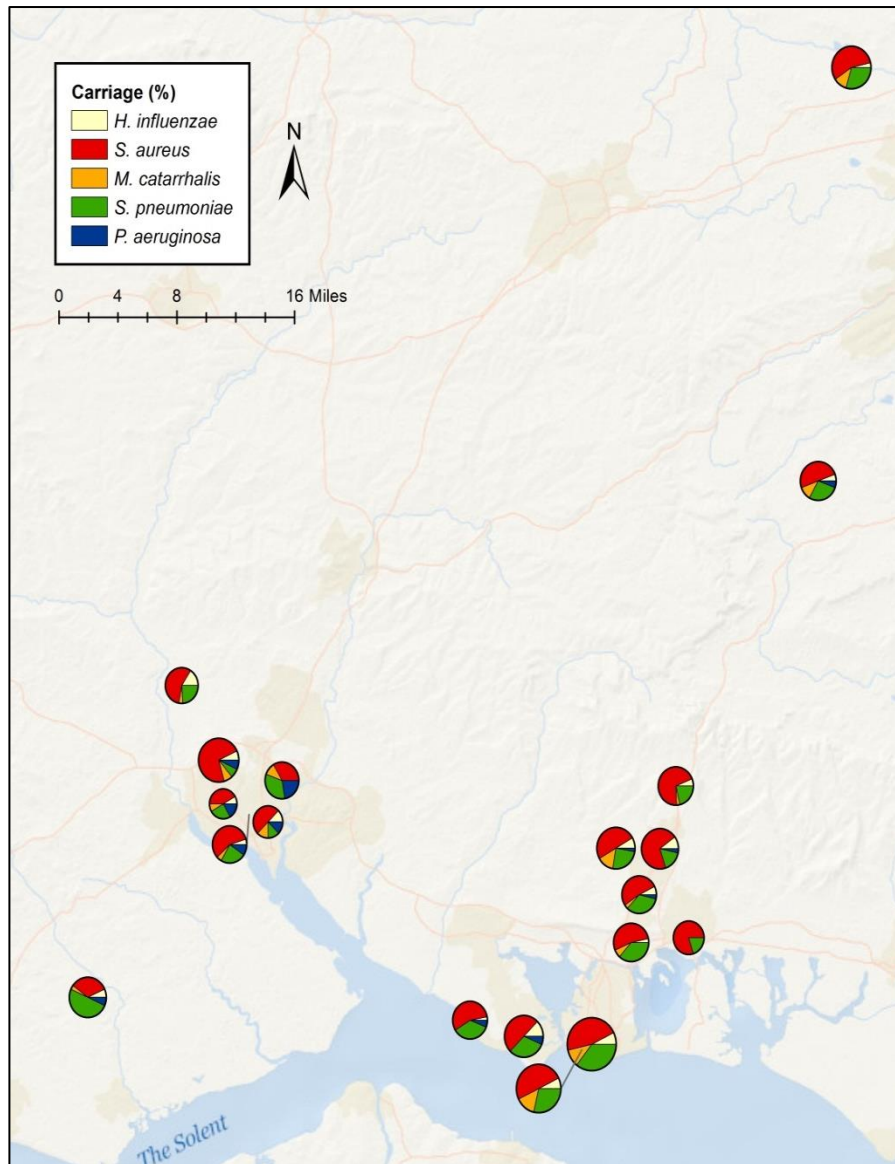 Carriage (%)
H. influenzae
S. aureus
M. catarrhalis
S. pneumoniae
P. aeruginosa
N
0 4 8 16 Miles
The Solent